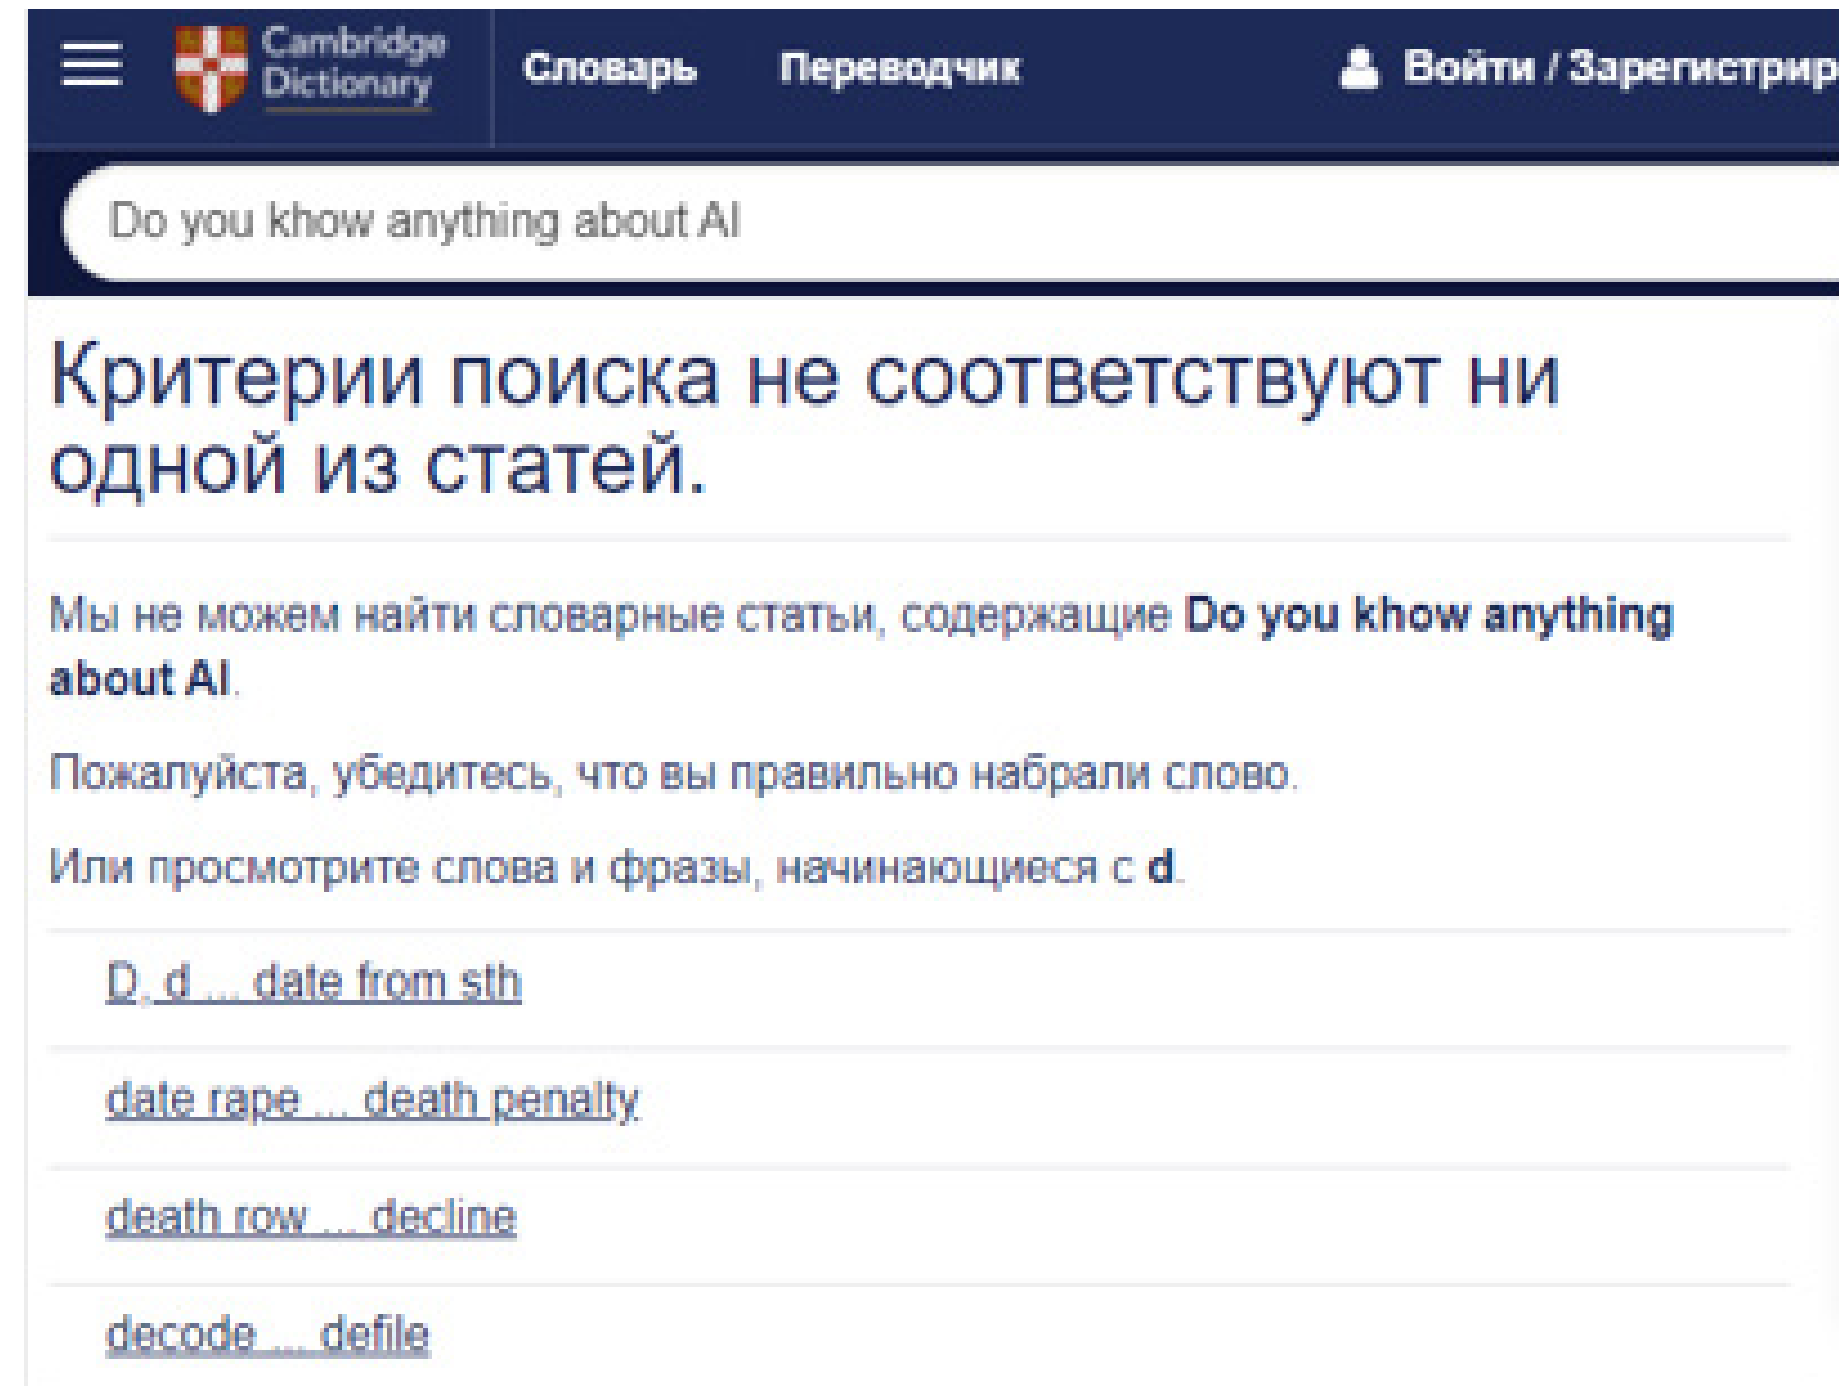 Cambridge
Dictionary
Словарь Переводчик Войти / Зарегистрир
Do you khow anything about AI
Критерии поиска не соответствуют ни
одной из статей.
Мы не можем найти словарные статьи, содержащие Do you khow anything
about AI.
Пожалуйста, убедитесь, что вы правильно набрали слово.
Или просмотрите слова и фразы, начинающиеся с d.
D, d ... date from sth
date rape ... death penalty
death row ... decline
decode ... defile